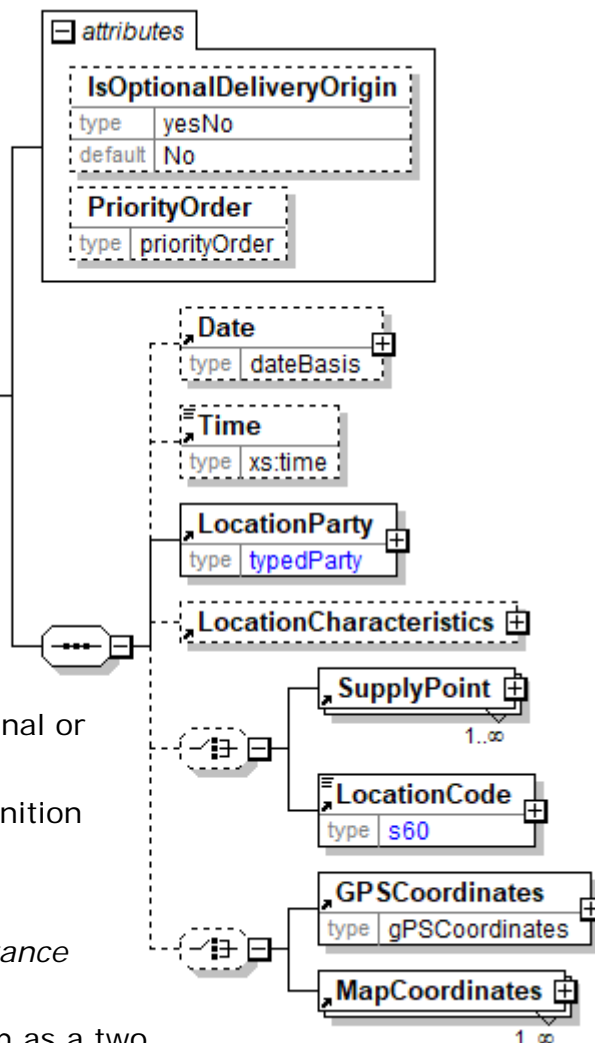 attributes
IsOptionalDeliveryOrigin
type yesNo
default No
PriorityOrder
type priorityOrder
Date
type dateBasis
Time
type xs:time
LocationParty
type typedParty
LocationCharacteristics
SupplyPoint
1..∞
nal or
LocationCode
type s60
nition
GPSCoordinates
type gPSCoordinates
ance
MapCoordinates
1..∞
n as a two